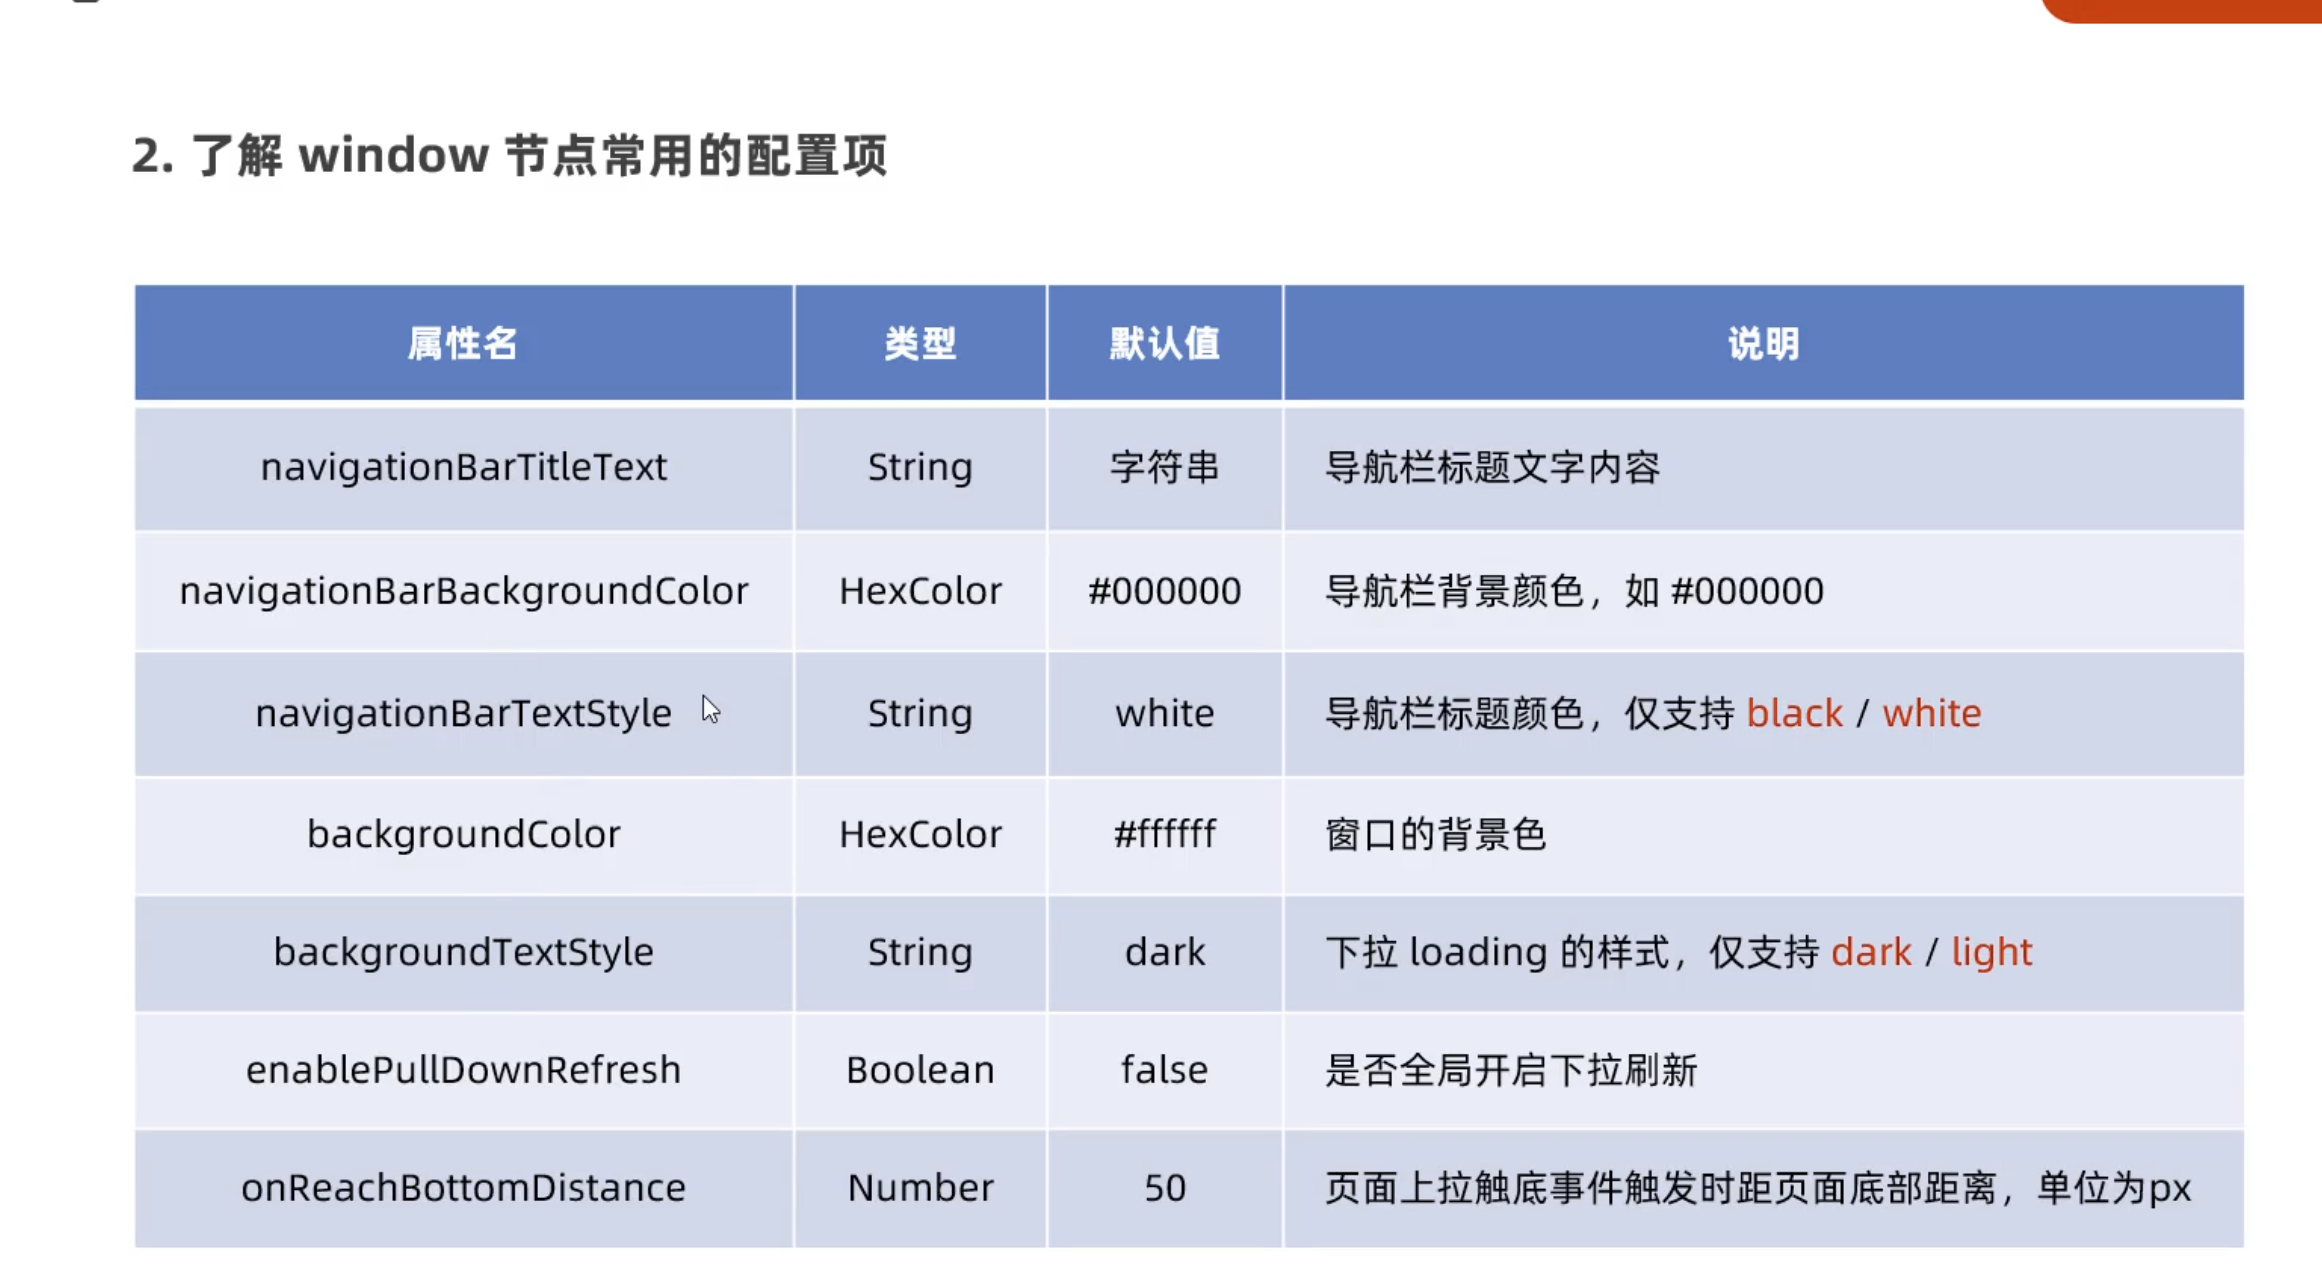 2. 了解 window 节点常用的配置项
属性名 类型 默认值 说明
navigationBarTitleText String 字符串 导航栏标题文字内容
navigationBarBackgroundColor HexColor #000000 导航栏背景颜色，如 #000000
navigationBarTextStyle String white 导航栏标题颜色，仅支持 black / white
backgroundColor HexColor #ffffff 窗口的背景色
backgroundTextStyle String dark 下拉 loading 的样式，仅支持 dark / light
enablePullDownRefresh Boolean false 是否全局开启下拉刷新
onReachBottomDistance Number 50 页面上拉触底事件触发时距页面底部距离，单位为px